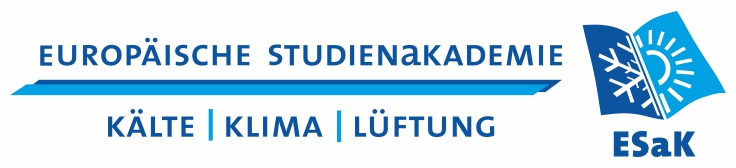 EUROPÄISCHE STUDIENaKADEMIE
KÄLTE | KLIMA | LÜFTUNG
ESaK